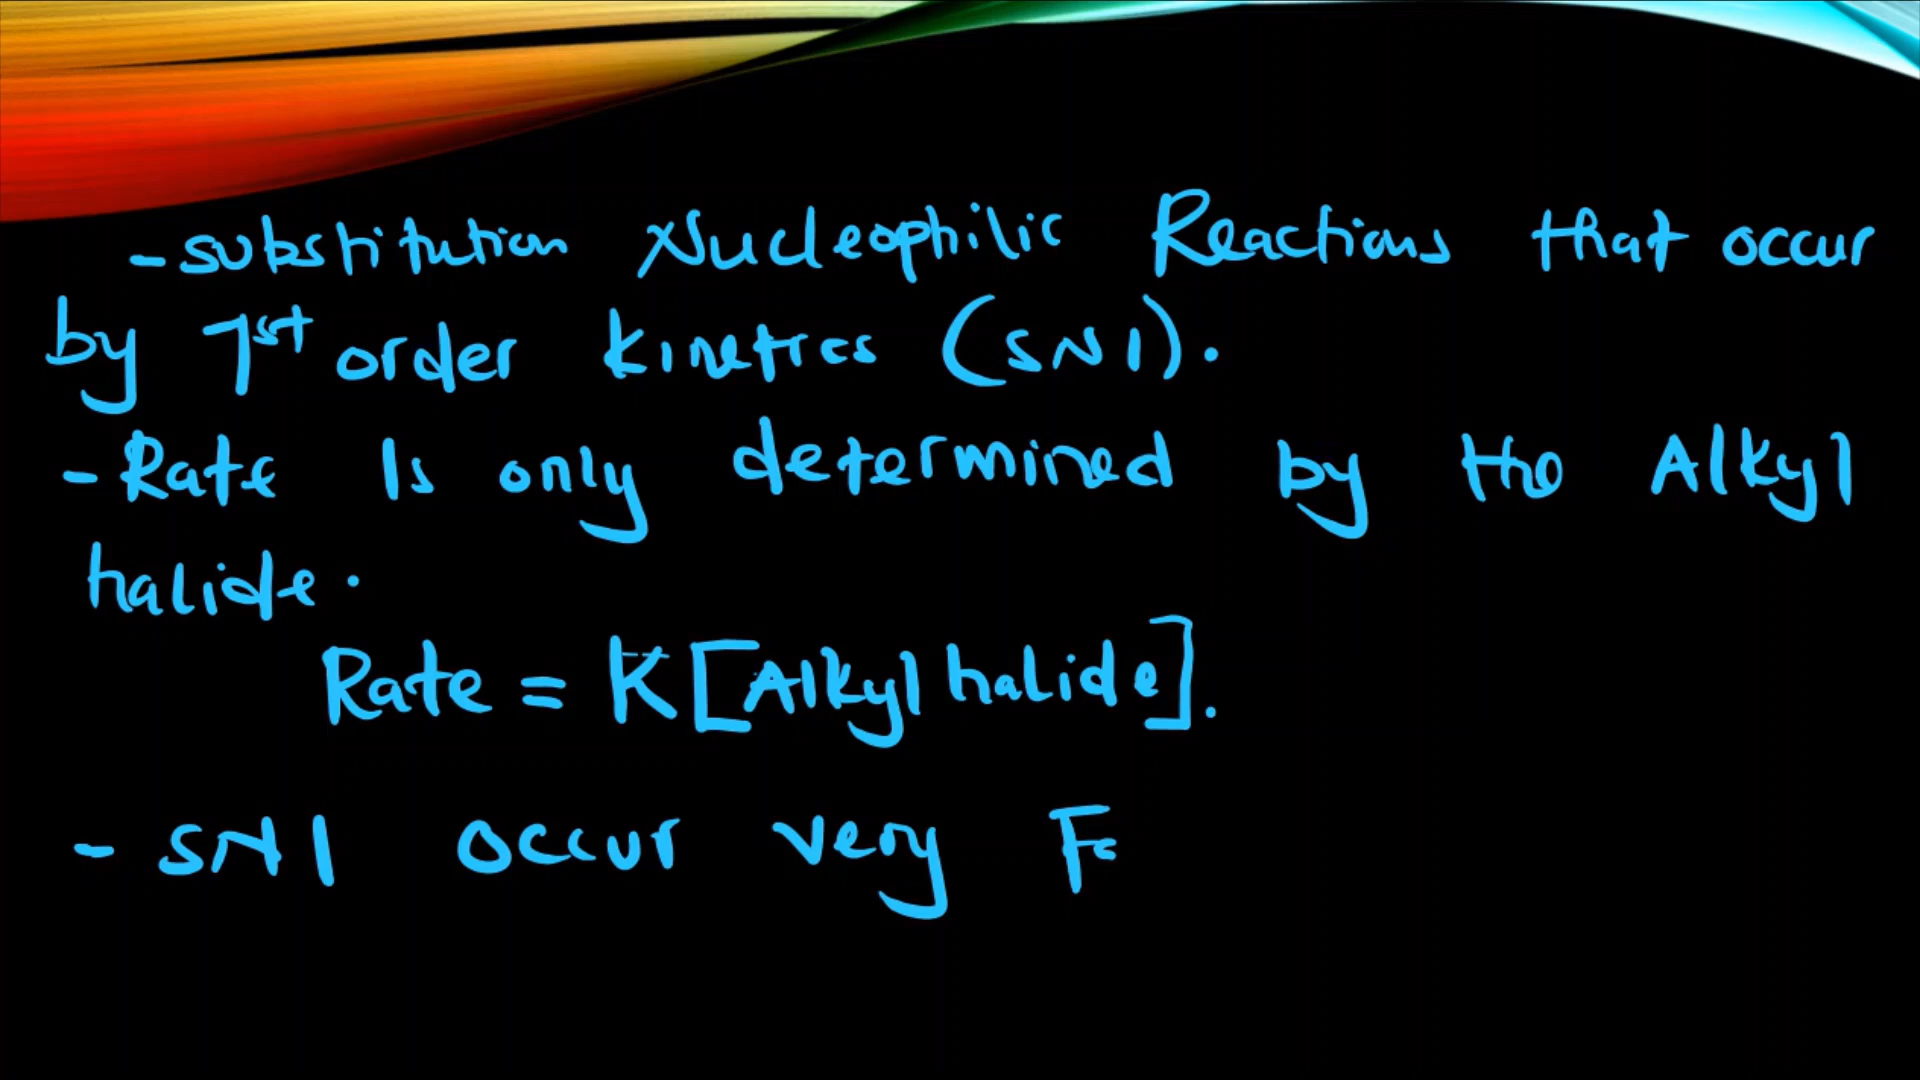 - substitution Nucleophilic Reactions that occur
by 1st order kinetics (SN1).
- Rate Is only determined by the Alkyl
halide.
Rate = K[Alkyl halide].
- SN1 occur very